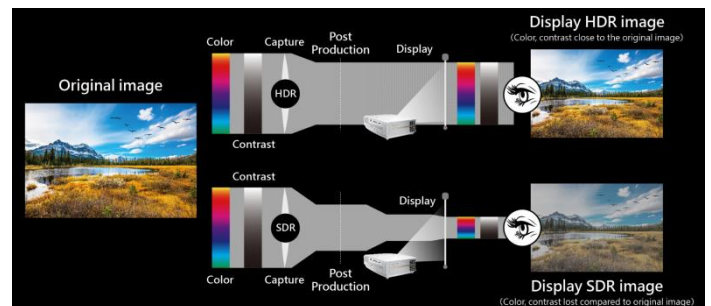 Original image
Color
Capture
Post
Production
Display
HDR
Contrast
Display HDR image
(Color, contrast close to the original image)
Contrast
Display
SDR
Color
Capture
Post
Production
Display SDR image
(Color, contrast lost compared to original image)